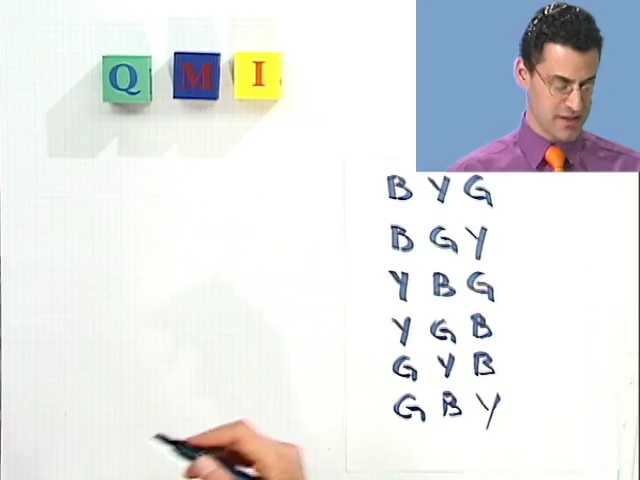 Q M I
B Y G
B G Y
Y B G
Y G B
G Y B
G B Y